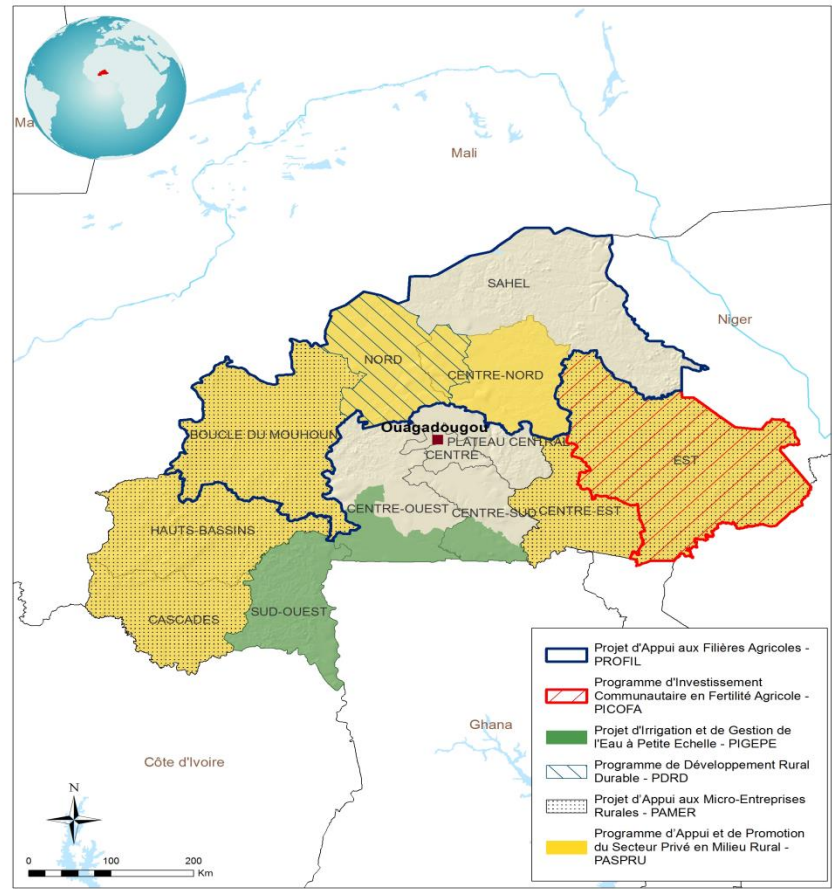 Ma
Mali
SAHEL
Niger
NORD
CENTRE-NORD
Ouagadougou
BOUCLE DU MOUHOUN
PLATEAU CENTRAL
CENTRE
EST
CENTRE-OUEST
CENTRE-SUD
CENTRE-EST
HAUTS-BASSINS
CASCADES
SUD-OUEST
Ghana
Côte d'Ivoire
N
0 100 200
Km
Projet d'Appui aux Filières Agricoles -
PROFIL
Programme d'Investissement
Communautaire en Fertilité Agricole -
PICOFA
Projet d'Irrigation et de Gestion de
l'Eau à Petite Echelle - PIGEPE
Programme de Développement Rural
Durable - PDRD
Projet d'Appui aux Micro-Entreprises
Rurales - PAMER
Programme d'Appui et de Promotion
du Secteur Privé en Milieu Rural -
PASPRU